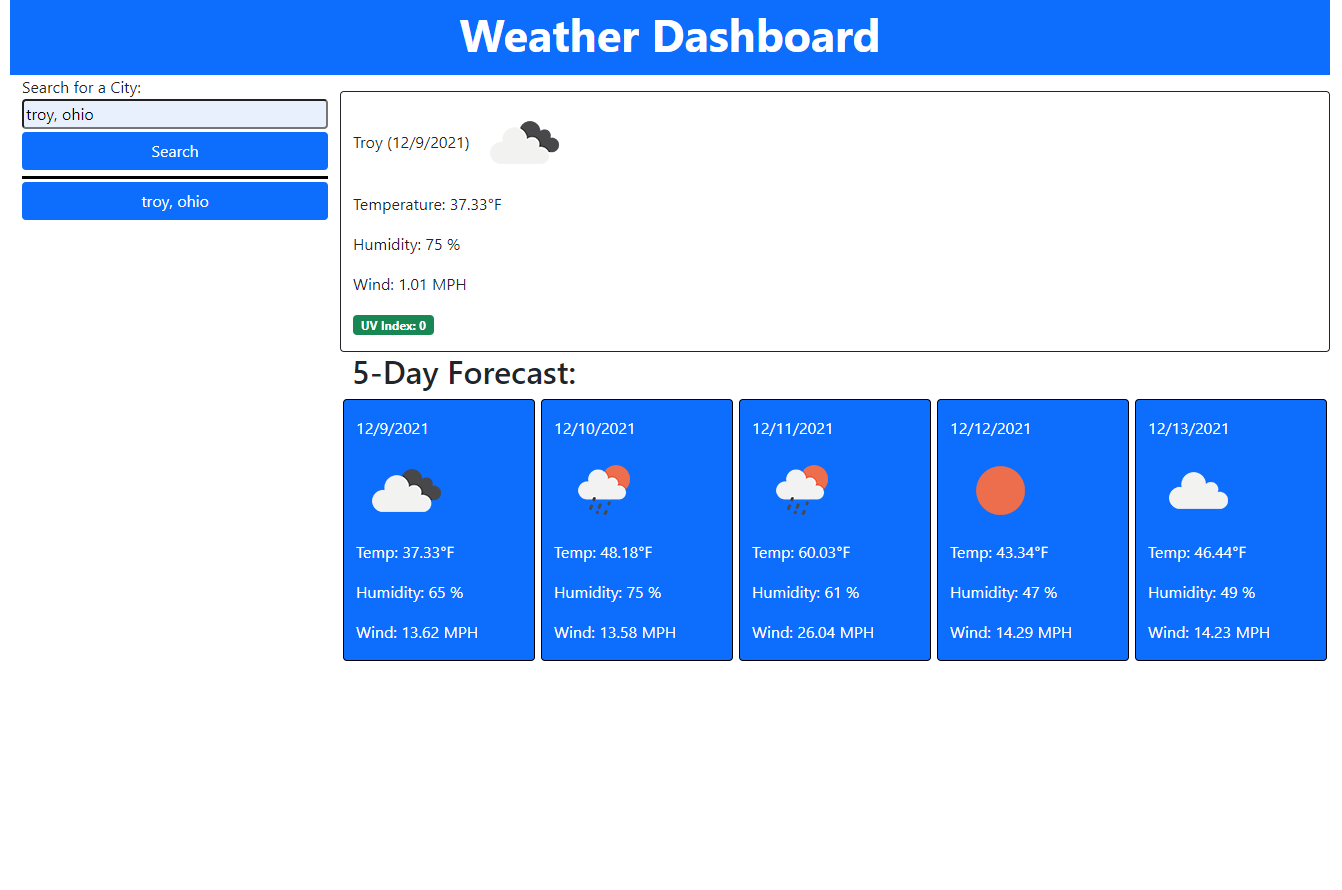 Weather Dashboard
Search for a City:
troy, ohio
Search
troy, ohio
Troy (12/9/2021)
Temperature: 37.33°F
Humidity: 75 %
Wind: 1.01 MPH
UV Index: 0
5-Day Forecast:
12/9/2021
Temp: 37.33°F
Humidity: 65 %
Wind: 13.62 MPH
12/10/2021
Temp: 48.18°F
Humidity: 75 %
Wind: 13.58 MPH
12/11/2021
Temp: 60.03°F
Humidity: 61 %
Wind: 26.04 MPH
12/12/2021
Temp: 43.34°F
Humidity: 47 %
Wind: 14.29 MPH
12/13/2021
Temp: 46.44°F
Humidity: 49 %
Wind: 14.23 MPH